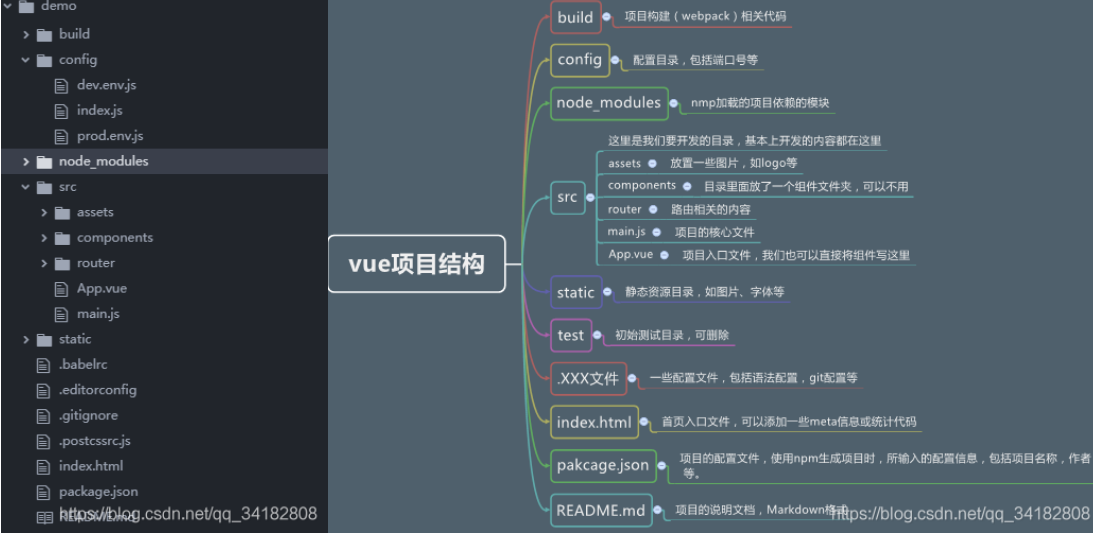 demo
build
config
dev.env.js
index.js
prod.env.js
node_modules
src
assets
components
router
App.vue
main.js
static
.babelrc
.editorconfig
.gitignore
.postcssrc.js
index.html
package.json
README.md
https://blog.csdn.net/qq_34182808
vue项目结构
build
项目构建（webpack）相关代码
config
配置目录，包括端口号等
node_modules
nmp加载的项目依赖的模块
src
这里是我们要开发的目录，基本上开发的内容都在这里
assets 放置一些图片，如logo等
components 目录里面放了一个组件文件夹，可以不用
router 路由相关的内容
main.js 项目的核心文件
App.vue 项目入口文件，我们也可以直接将组件写这里
static
静态资源目录，如图片、字体等
test
初始测试目录，可删除
.XXX文件
一些配置文件，包括语法配置，git配置等
index.html
首页入口文件，可以添加一些meta信息或统计代码
pakcage.json
项目的配置文件，使用npm生成项目时，所输入的配置信息，包括项目名称，作者
等。
README.md
项目的说明文档，Markdown格式
https://blog.csdn.net/qq_34182808